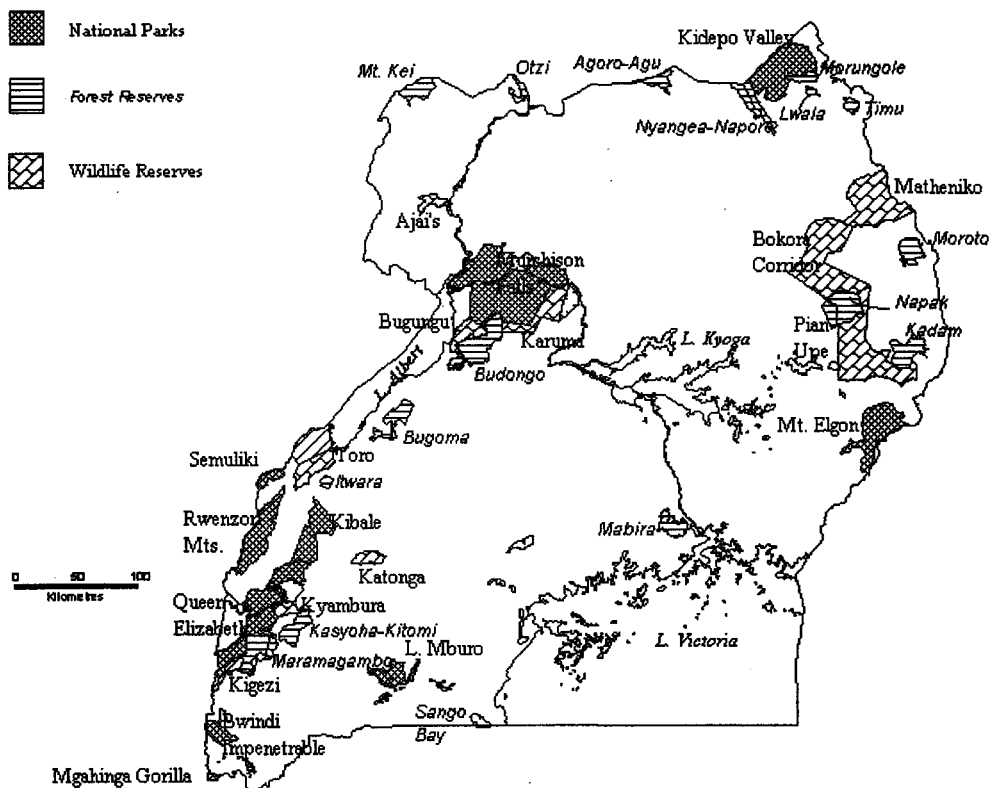 National Parks
Forest Reserves
Wildlife Reserves
Kidepo Valley
Mt. Kei
Otzi
Agoro-Agu
Morungole
Lwala
Timu
Nyangea-Napore
Ajai's
Matheniko
Bokora
Corridor
Moroto
Murchison
Falls
Napak
Pian
Upe
Kadam
Bugungu
Karuma
L. Kyoga
L. Albert
Budongo
Bugoma
Mt. Elgon
Semuliki
Toro
Itwara
Rwenzori
Mts.
Kibale
Mabira
0 50 100
Kilometres
Katonga
Queen
Elizabeth
Kyambura
Kasyoha-Kitomi
L. Victoria
Maramagambo
L. Mburo
Kigezi
Sango
Bay
Bwindi
Impenetrable
Mgahinga Gorilla